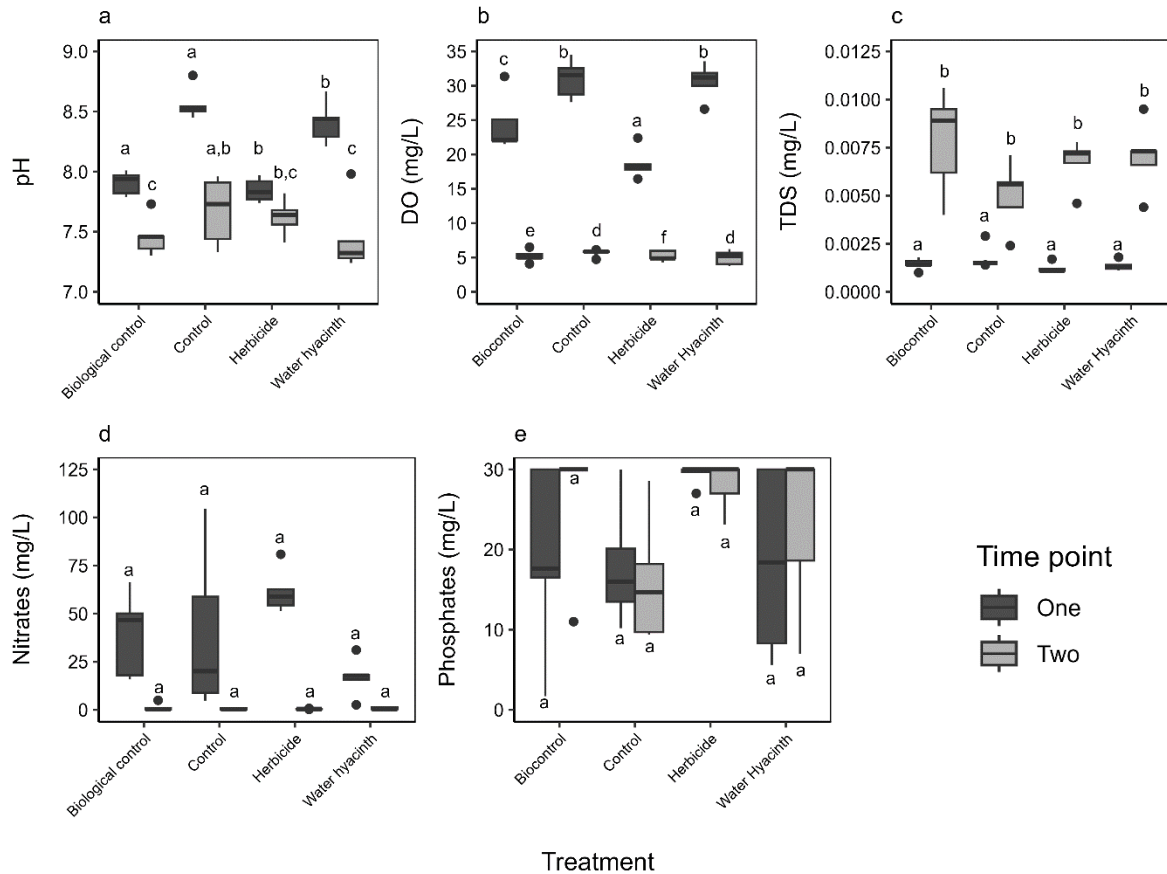 a
pH
9.0
8.5
8.0
7.5
7.0
a
c
a
a,b
b
b,c
b
c
Biological control
Control
Herbicide
Water hyacinth
b
DO (mg/L)
35
30
25
20
15
10
5
0
c
e
b
d
a
f
b
d
Biocontrol
Control
Herbicide
Water Hyacinth
c
TDS (mg/L)
0.0125
0.0100
0.0075
0.0050
0.0025
0.0000
a
b
a
b
a
b
a
b
Biocontrol
Control
Herbicide
Water Hyacinth
d
Nitrates (mg/L)
125
100
75
50
25
0
a
a
a
a
a
a
a
a
Biological control
Control
Herbicide
Water hyacinth
e
Phosphates (mg/L)
30
20
10
0
a
a
a
a
a
a
a
a
Biocontrol
Control
Herbicide
Water Hyacinth
Time point
One
Two
Treatment